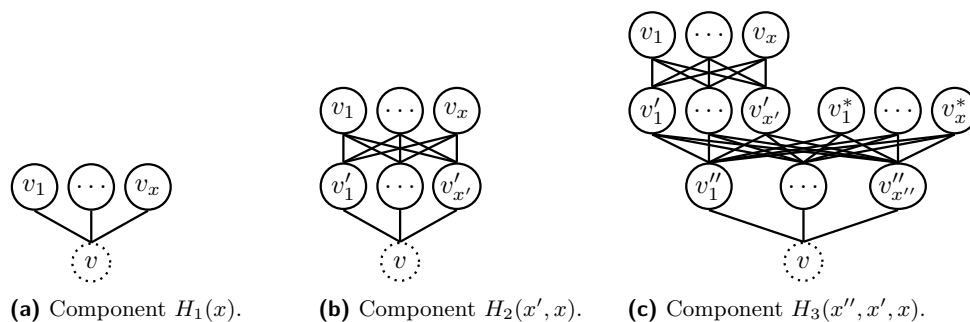 v₁ ⋯ vₓ
v′₁ ⋯ v′ₓ′ v*₁ ⋯ v*ₓ
v₁ ⋯ vₓ
v₁ ⋯ vₓ
v′₁ ⋯ v′ₓ′
v″₁ ⋯ v″ₓ″
v
v
v
(a) Component H₁(x).
(b) Component H₂(x′, x).
(c) Component H₃(x″, x′, x).